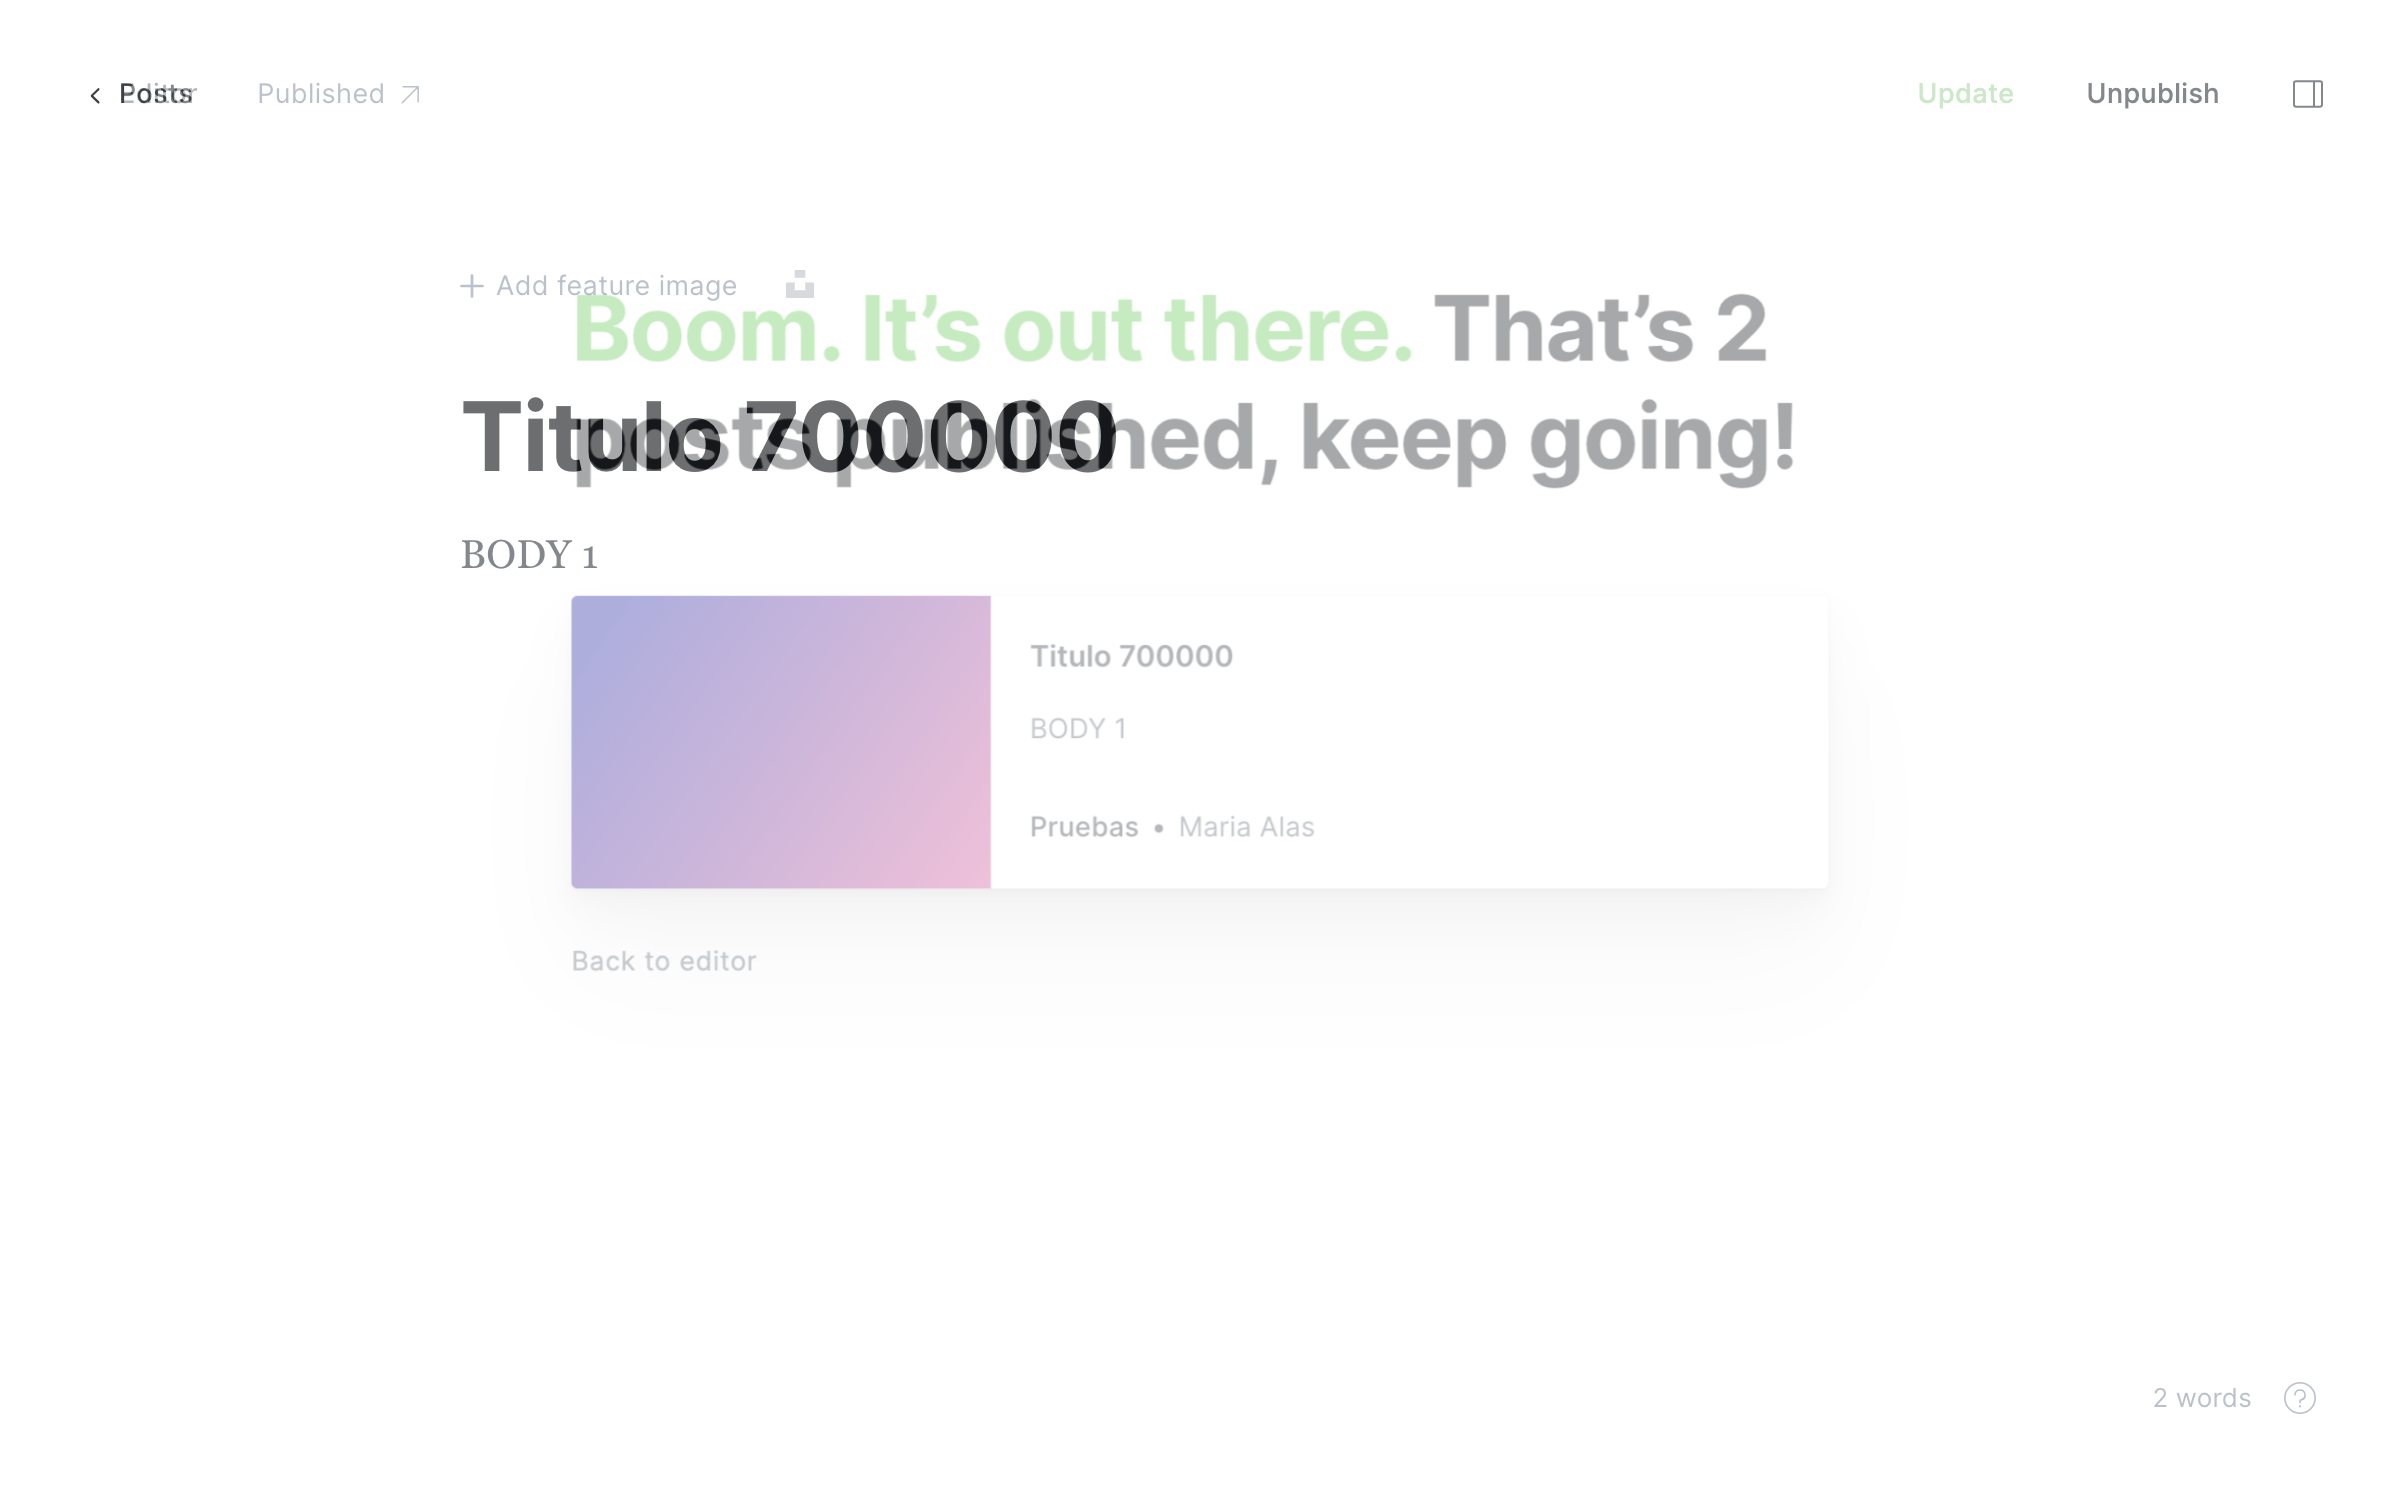 Posts
Editor
Published
Update
Unpublish
Add feature image
Boom. It’s out there. That’s 2
posts published, keep going!
Titulo 700000
BODY 1
Titulo 700000
BODY 1
Pruebas • Maria Alas
Back to editor
2 words
?